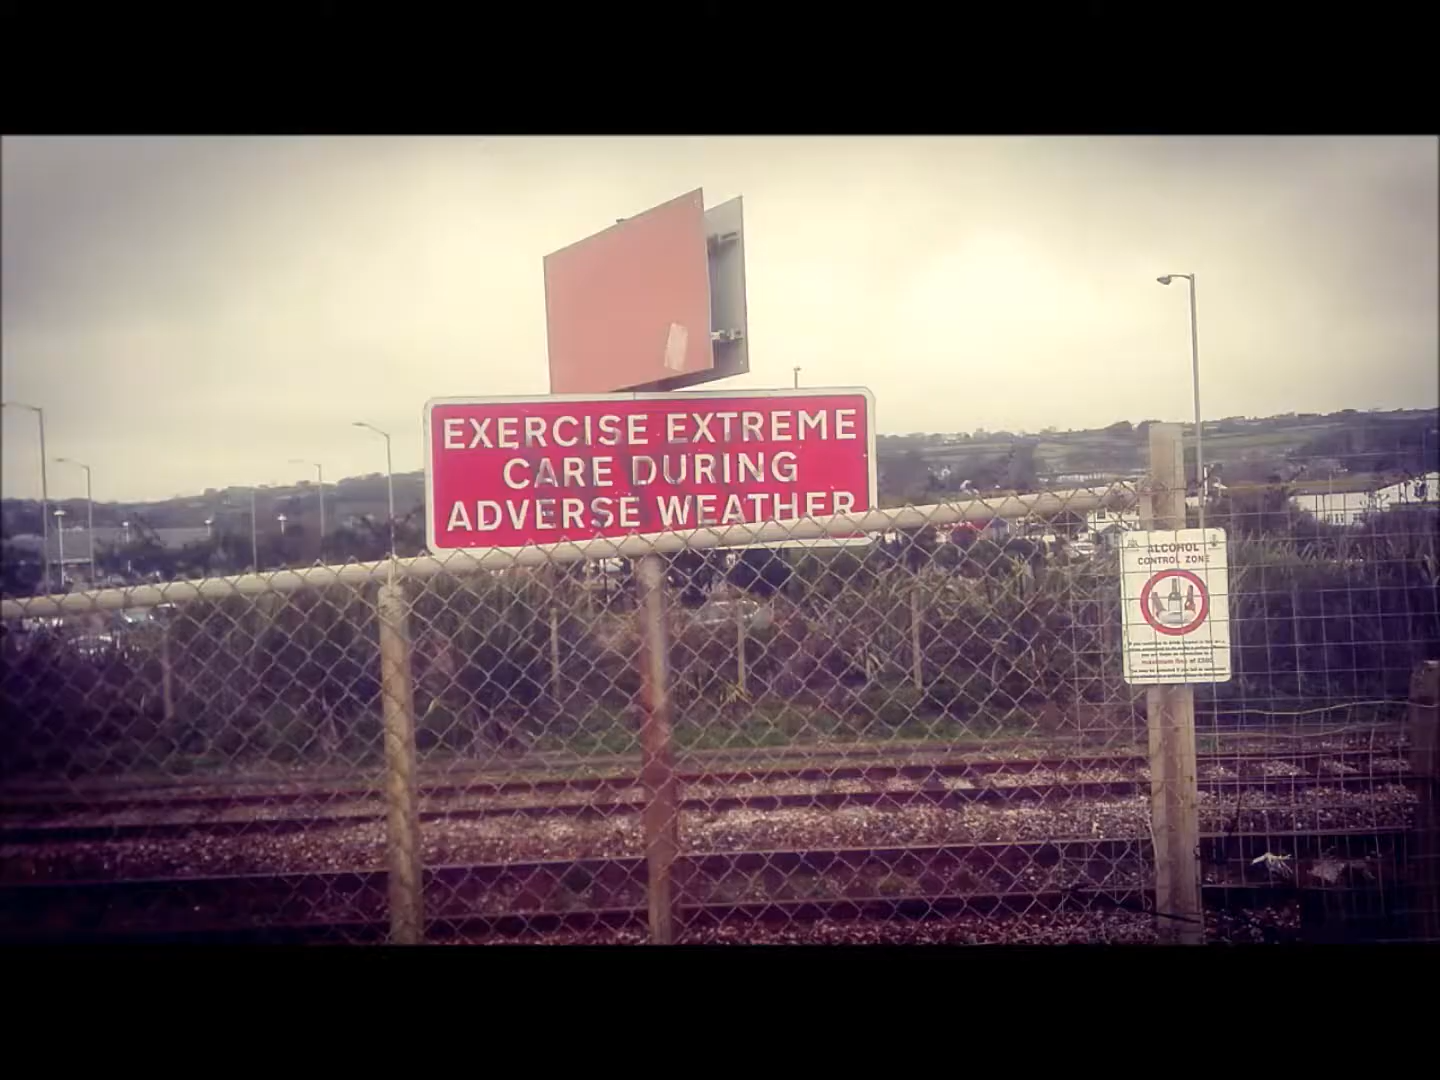 EXERCISE EXTREME
CARE DURING
ADVERSE WEATHER
ALCOHOL
CONTROL ZONE
maximum fine of £500